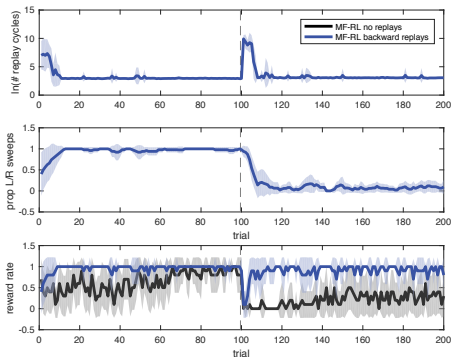 15
10
5
0
ln(# replay cycles)
MF-RL no replays
MF-RL backward replays
0 20 40 60 80 100 120 140 160 180 200
trial
1.5
1
0.5
0
-0.5
prop L/R sweeps
0 20 40 60 80 100 120 140 160 180 200
trial
1.5
1
0.5
0
-0.5
reward rate
0 20 40 60 80 100 120 140 160 180 200
trial